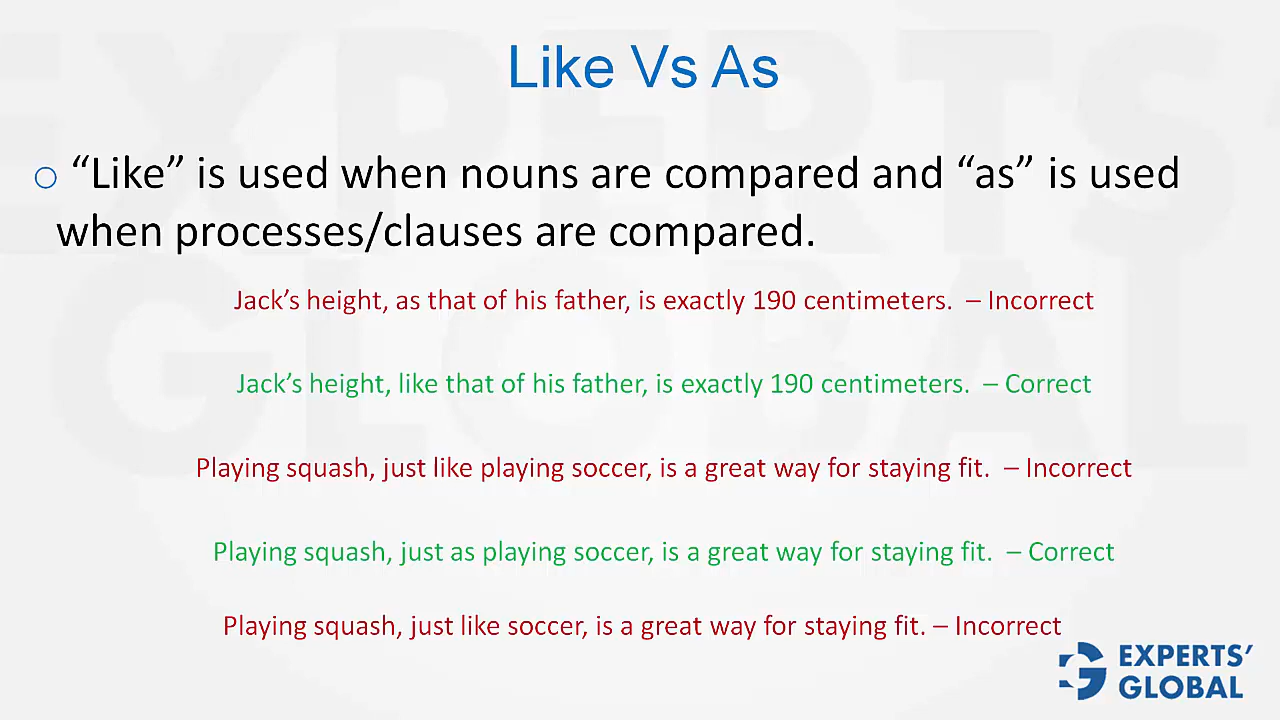 Like Vs As
“Like” is used when nouns are compared and “as” is used
when processes/clauses are compared.
Jack’s height, as that of his father, is exactly 190 centimeters. – Incorrect
Jack’s height, like that of his father, is exactly 190 centimeters. – Correct
Playing squash, just like playing soccer, is a great way for staying fit. – Incorrect
Playing squash, just as playing soccer, is a great way for staying fit. – Correct
Playing squash, just like soccer, is a great way for staying fit. – Incorrect
EXPERTS’
GLOBAL
EXPERTS’
GLOBAL